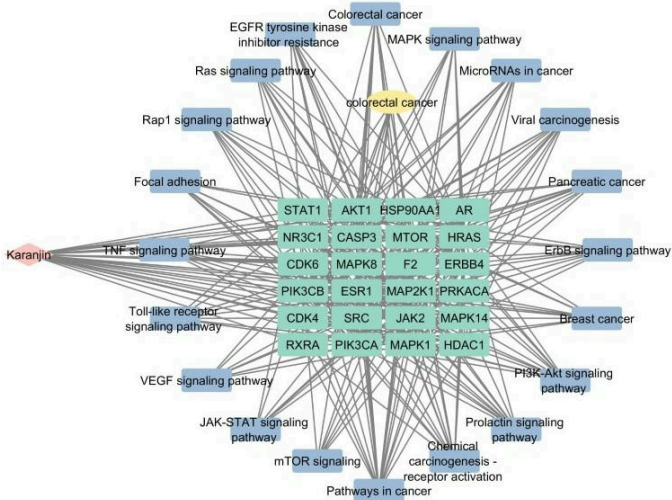 Colorectal cancer
EGFR tyrosine kinase
inhibitor resistance
MAPK signaling pathway
Ras signaling pathway
MicroRNAs in cancer
colorectal cancer
Rap1 signaling pathway
Viral carcinogenesis
Focal adhesion
Pancreatic cancer
STAT1 AKT1 HSP90AA1 AR
NR3C1 CASP3 MTOR HRAS
Karanjin
TNF signaling pathway
ErbB signaling pathway
CDK6 MAPK8 F2 ERBB4
PIK3CB ESR1 MAP2K1 PRKACA
Toll-like receptor
signaling pathway
CDK4 SRC JAK2 MAPK14
Breast cancer
RXRA PIK3CA MAPK1 HDAC1
VEGF signaling pathway
PI3K-Akt signaling
pathway
JAK-STAT signaling
pathway
Prolactin signaling
pathway
mTOR signaling
Chemical
carcinogenesis -
receptor activation
Pathways in cancer